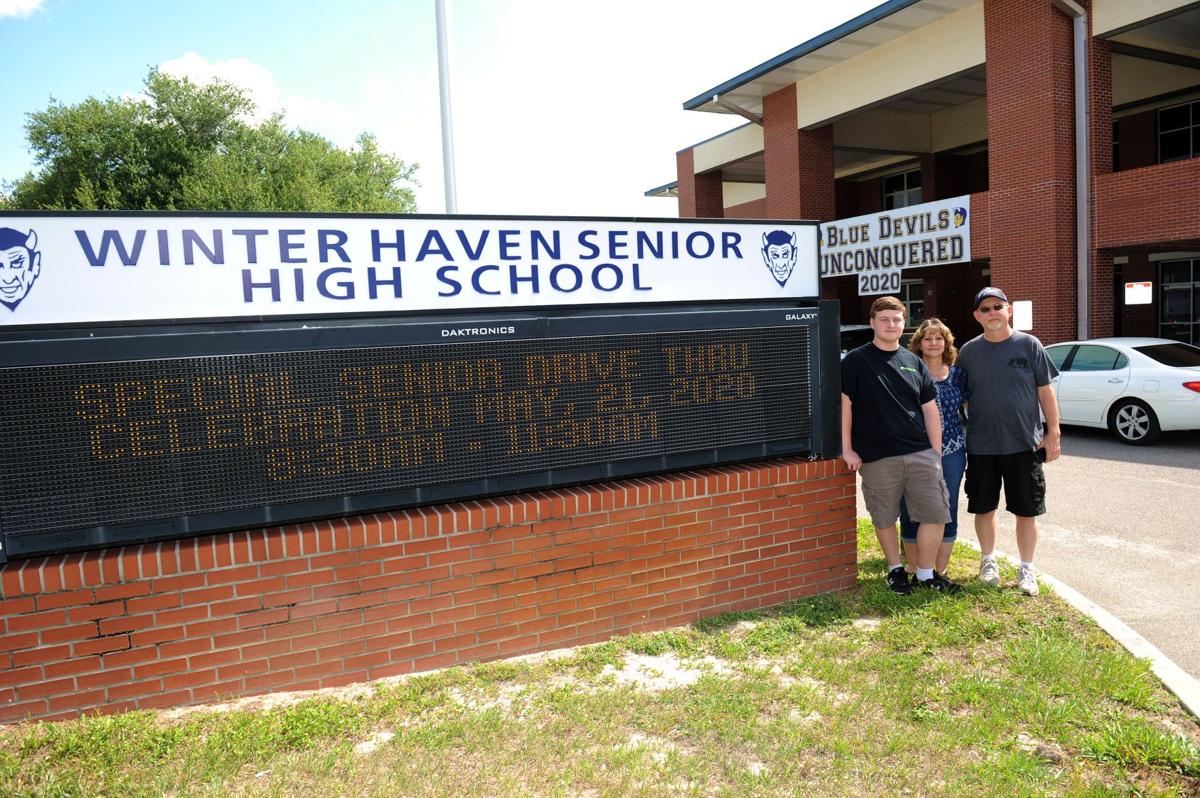 WINTER HAVEN SENIOR
HIGH SCHOOL
DAKTRONICS
GALAXY
SPECIAL SENIOR DRIVE THRU
CELEBRATION MAY, 21, 2020
8:30AM - 11:30AM
BLUE DEVILS
UNCONQUERED
2020